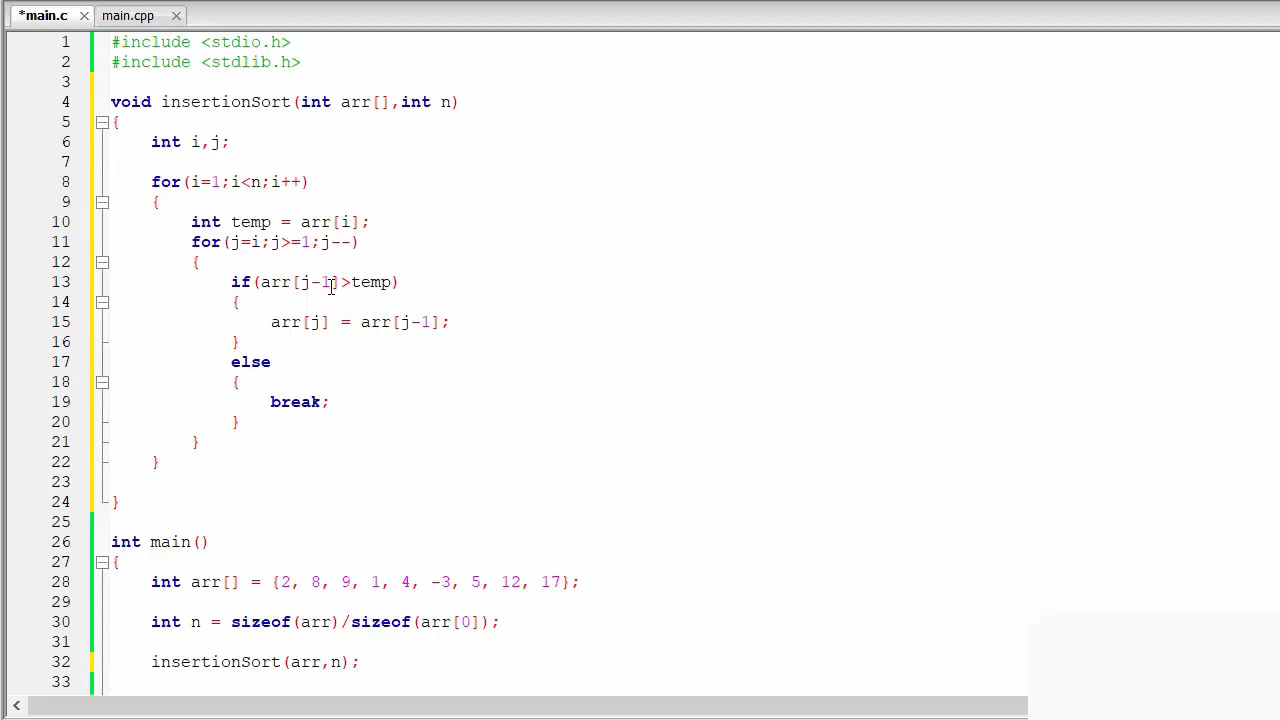 *main.c main.cpp
1 #include <stdio.h>
2 #include <stdlib.h>
3
4 void insertionSort(int arr[],int n)
5 {
6     int i,j;
7
8     for(i=1;i<n;i++)
9     {
10         int temp = arr[i];
11         for(j=i;j>=1;j--)
12         {
13             if(arr[j-1]>temp)
14             {
15                 arr[j] = arr[j-1];
16             }
17             else
18             {
19                 break;
20             }
21         }
22     }
23
24 }
25
26 int main()
27 {
28     int arr[] = {2, 8, 9, 1, 4, -3, 5, 12, 17};
29
30     int n = sizeof(arr)/sizeof(arr[0]);
31
32     insertionSort(arr,n);
33